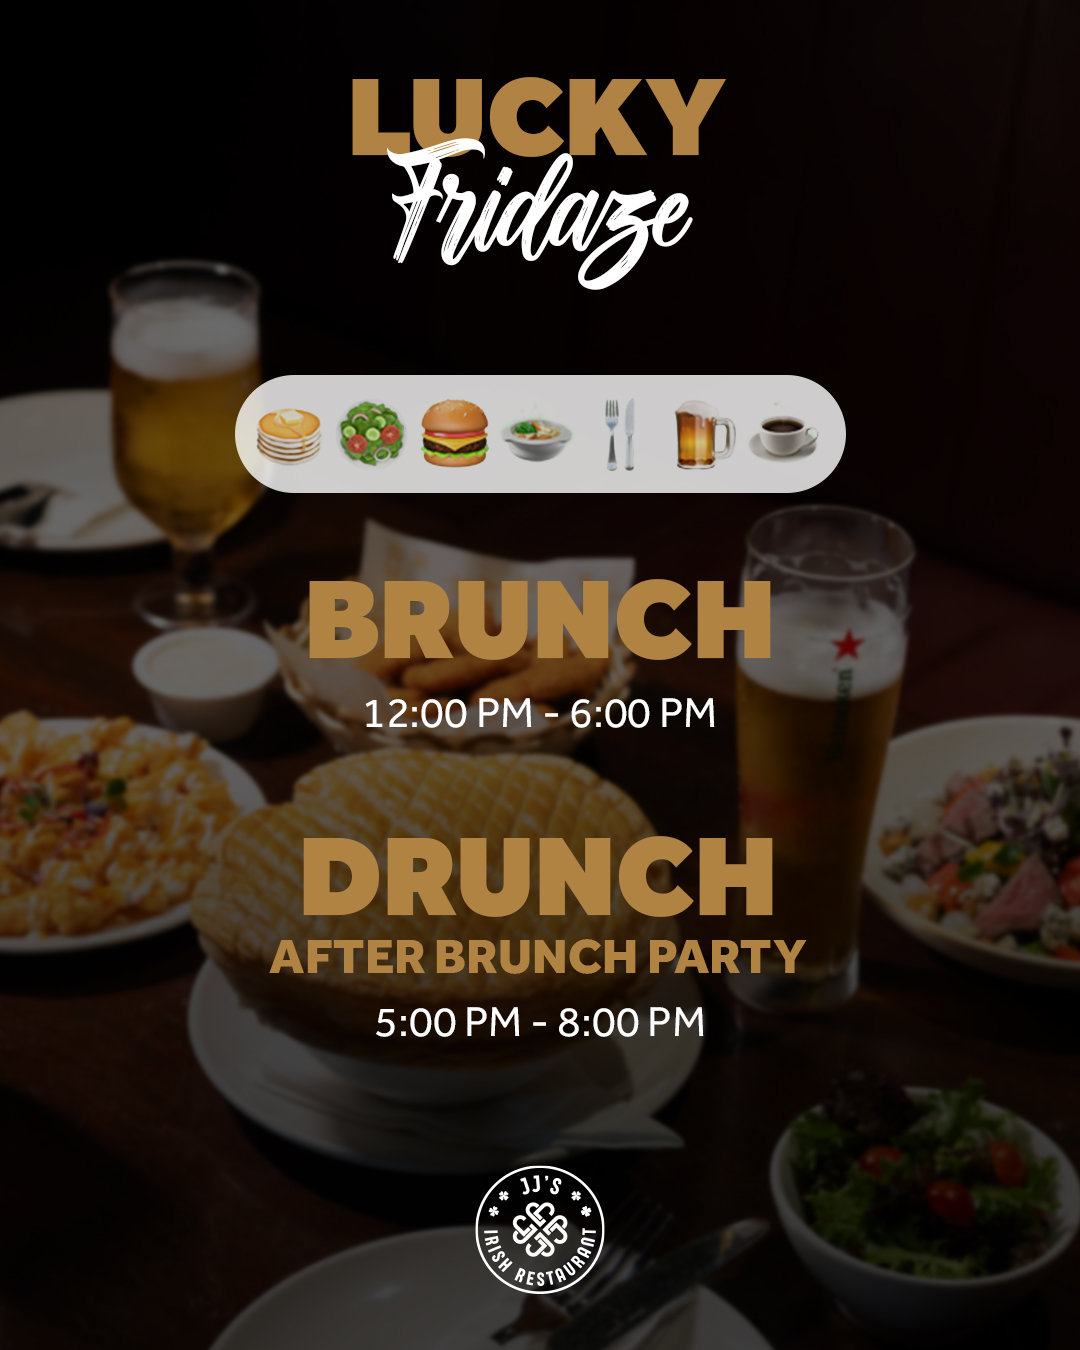 LUCKY
Fridaze
BRUNCH
12:00 PM - 6:00 PM
Heineken
DRUNCH
AFTER BRUNCH PARTY
5:00 PM - 8:00 PM
JJ'S
IRISH RESTAURANT